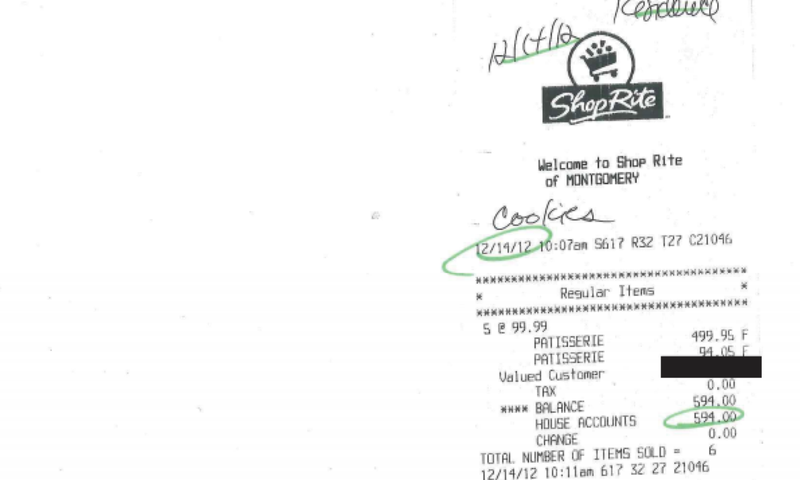 12/14/12
ShopRite
Welcome to Shop Rite
of MONTGOMERY
Cookies
12/14/12 10:07am S617 R32 T27 C21046
************************************************
* Regular Items *
************************************************
5 @ 99.99
PATISSERIE 499.95 F
PATISSERIE 94.05 F
Valued Customer
TAX 0.00
**** BALANCE 594.00
HOUSE ACCOUNTS 594.00
CHANGE 0.00
TOTAL NUMBER OF ITEMS SOLD = 6
12/14/12 10:11am 617 32 27 21046